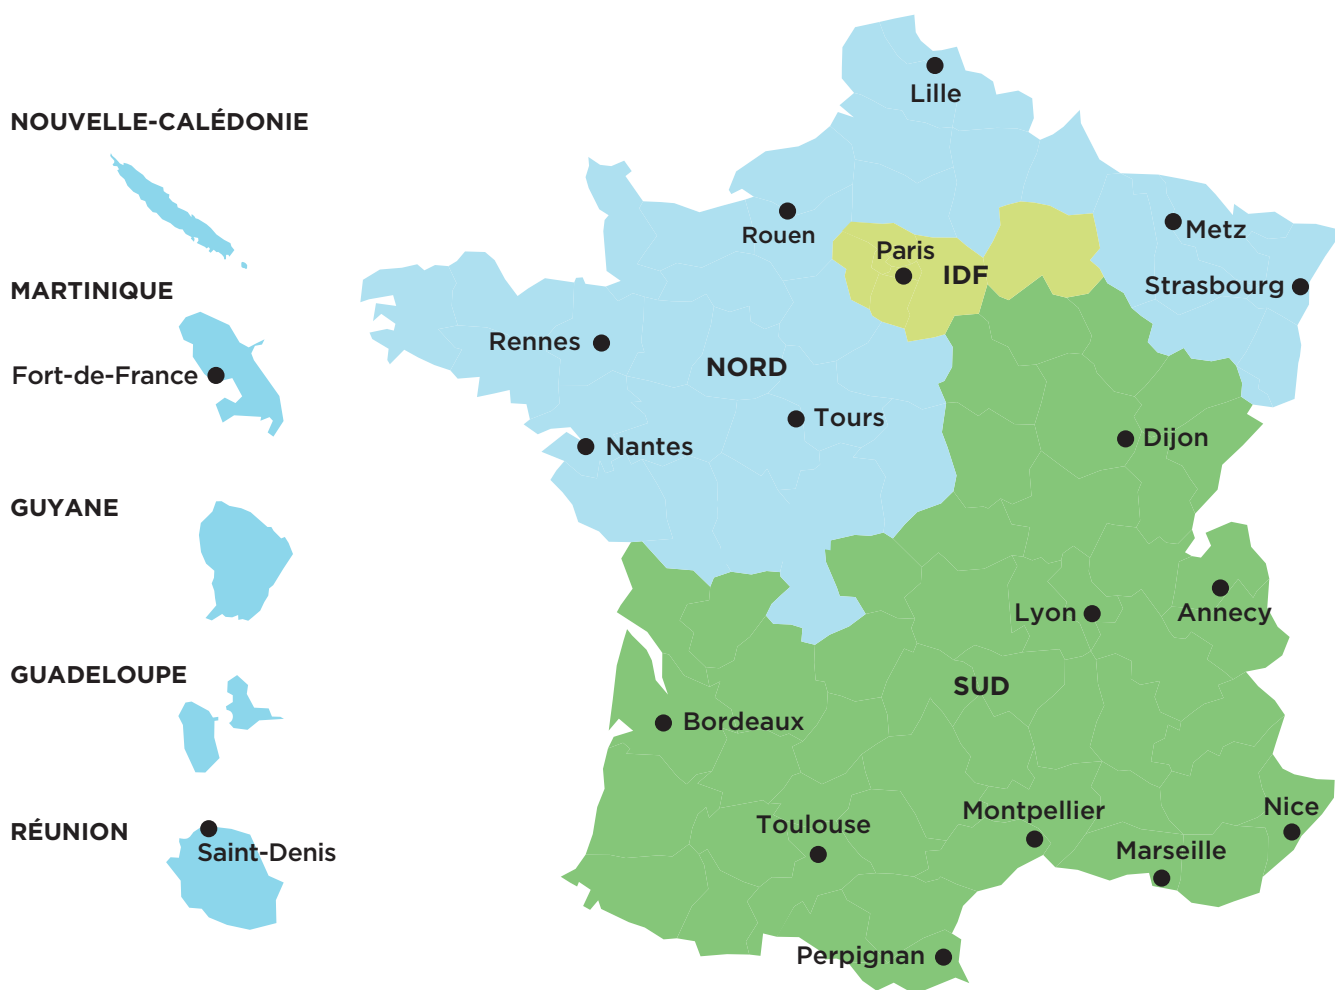 NOUVELLE-CALÉDONIE
MARTINIQUE
Fort-de-France
GUYANE
GUADELOUPE
RÉUNION
Saint-Denis
Lille
Rouen
Paris
IDF
Metz
Strasbourg
Rennes
NORD
Tours
Nantes
Dijon
Lyon
Annecy
SUD
Bordeaux
Toulouse
Montpellier
Nice
Marseille
Perpignan